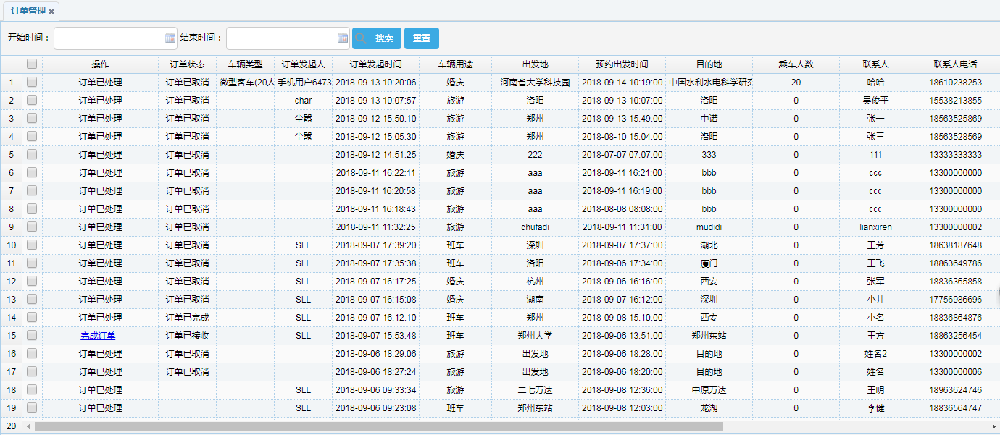 订单管理 ×
开始时间： 结束时间： 搜索 重置
操作 订单状态 车辆类型 订单发起人 订单发起时间 车辆用途 出发地 预约出发时间 目的地 乘车人数 联系人 联系人电话
1 订单已处理 订单已取消 微型客车(20人 手机用户6473 2018-09-13 10:20:06 婚庆 河南省大学科技园 2018-09-14 10:19:00 中国水利水电科学研究 20 哈哈 18610238253
2 订单已处理 订单已取消 char 2018-09-13 10:07:57 旅游 洛阳 2018-09-13 10:07:00 洛阳 0 吴俊平 15538213855
3 订单已处理 订单已取消 尘嚣 2018-09-12 15:50:10 旅游 郑州 2018-09-13 15:49:00 中诺 0 张一 18563525869
4 订单已处理 订单已取消 尘嚣 2018-09-12 15:05:30 旅游 郑州 2018-08-10 15:04:00 洛阳 0 张三 18563528569
5 订单已处理 订单已取消 2018-09-12 14:51:25 婚庆 222 2018-07-07 07:07:00 333 0 111 13333333333
6 订单已处理 订单已取消 2018-09-11 16:22:11 旅游 aaa 2018-09-11 16:21:00 bbb 0 ccc 13300000000
7 订单已处理 订单已取消 2018-09-11 16:20:58 旅游 aaa 2018-09-11 16:19:00 bbb 0 ccc 13300000000
8 订单已处理 订单已取消 2018-09-11 16:18:43 旅游 aaa 2018-08-08 08:08:00 bbb 0 ccc 13300000000
9 订单已处理 订单已取消 2018-09-11 11:32:25 旅游 chufadi 2018-09-11 11:31:00 mudidi 0 lianxiren 13300000002
10 订单已处理 订单已取消 SLL 2018-09-07 17:39:20 班车 深圳 2018-09-07 17:37:00 湖北 0 王芳 18638187648
11 订单已处理 订单已取消 SLL 2018-09-07 17:35:38 班车 洛阳 2018-09-06 17:34:00 厦门 0 王飞 18863649786
12 订单已处理 订单已取消 SLL 2018-09-07 16:17:25 婚庆 杭州 2018-09-06 16:16:00 西安 0 张军 18836365858
13 订单已处理 订单已取消 SLL 2018-09-07 16:15:08 婚庆 湖南 2018-09-07 16:12:00 深圳 0 小井 17756986696
14 订单已处理 订单已完成 SLL 2018-09-07 16:12:10 班车 郑州 2018-09-08 15:10:00 西安 0 小名 18836864876
15 完成订单 订单已接收 SLL 2018-09-07 15:53:48 班车 郑州大学 2018-09-06 13:51:00 郑州东站 0 王方 18863256454
16 订单已处理 订单已取消 2018-09-06 18:29:06 旅游 出发地 2018-09-06 18:28:00 目的地 0 姓名2 13300000002
17 订单已处理 订单已取消 2018-09-06 18:27:24 旅游 出发地 2018-09-06 18:20:00 目的地 0 姓名 13300000006
18 订单已处理 SLL 2018-09-06 09:33:34 旅游 二七万达 2018-09-08 12:36:00 中原万达 0 王明 18963624746
19 订单已处理 SLL 2018-09-06 09:23:08 班车 郑州东站 2018-09-08 12:03:00 龙湖 0 李健 18836564747
20